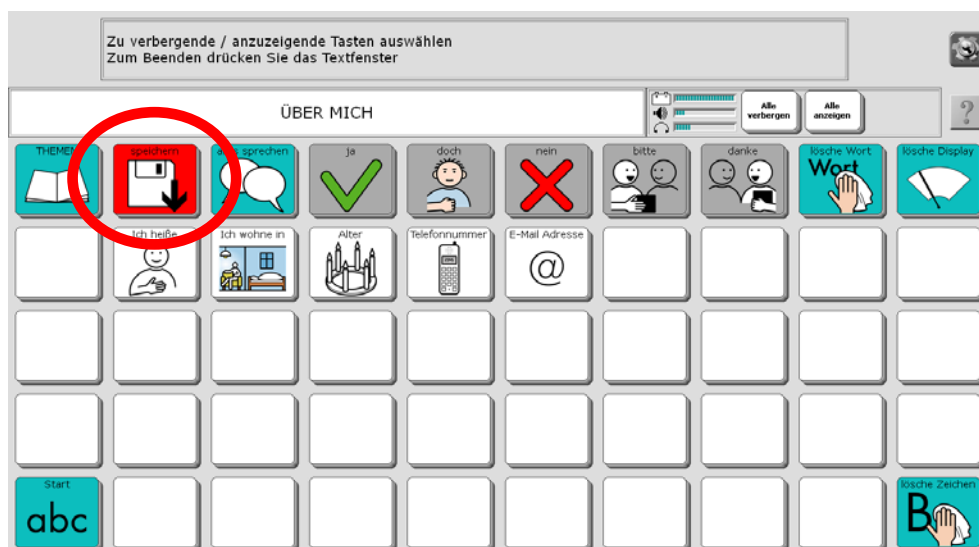 Zu verbergende / anzuzeigende Tasten auswählen
Zum Beenden drücken Sie das Textfenster
ÜBER MICH
Alle verbergen
Alle anzeigen
?
THEMEN
speichern
alles sprechen
ja
doch
nein
bitte
danke
lösche Wort
Wort
lösche Display
Ich heiße
Ich wohne in
Alter
Telefonnummer
E-Mail Adresse
@
Start
abc
lösche Zeichen
B